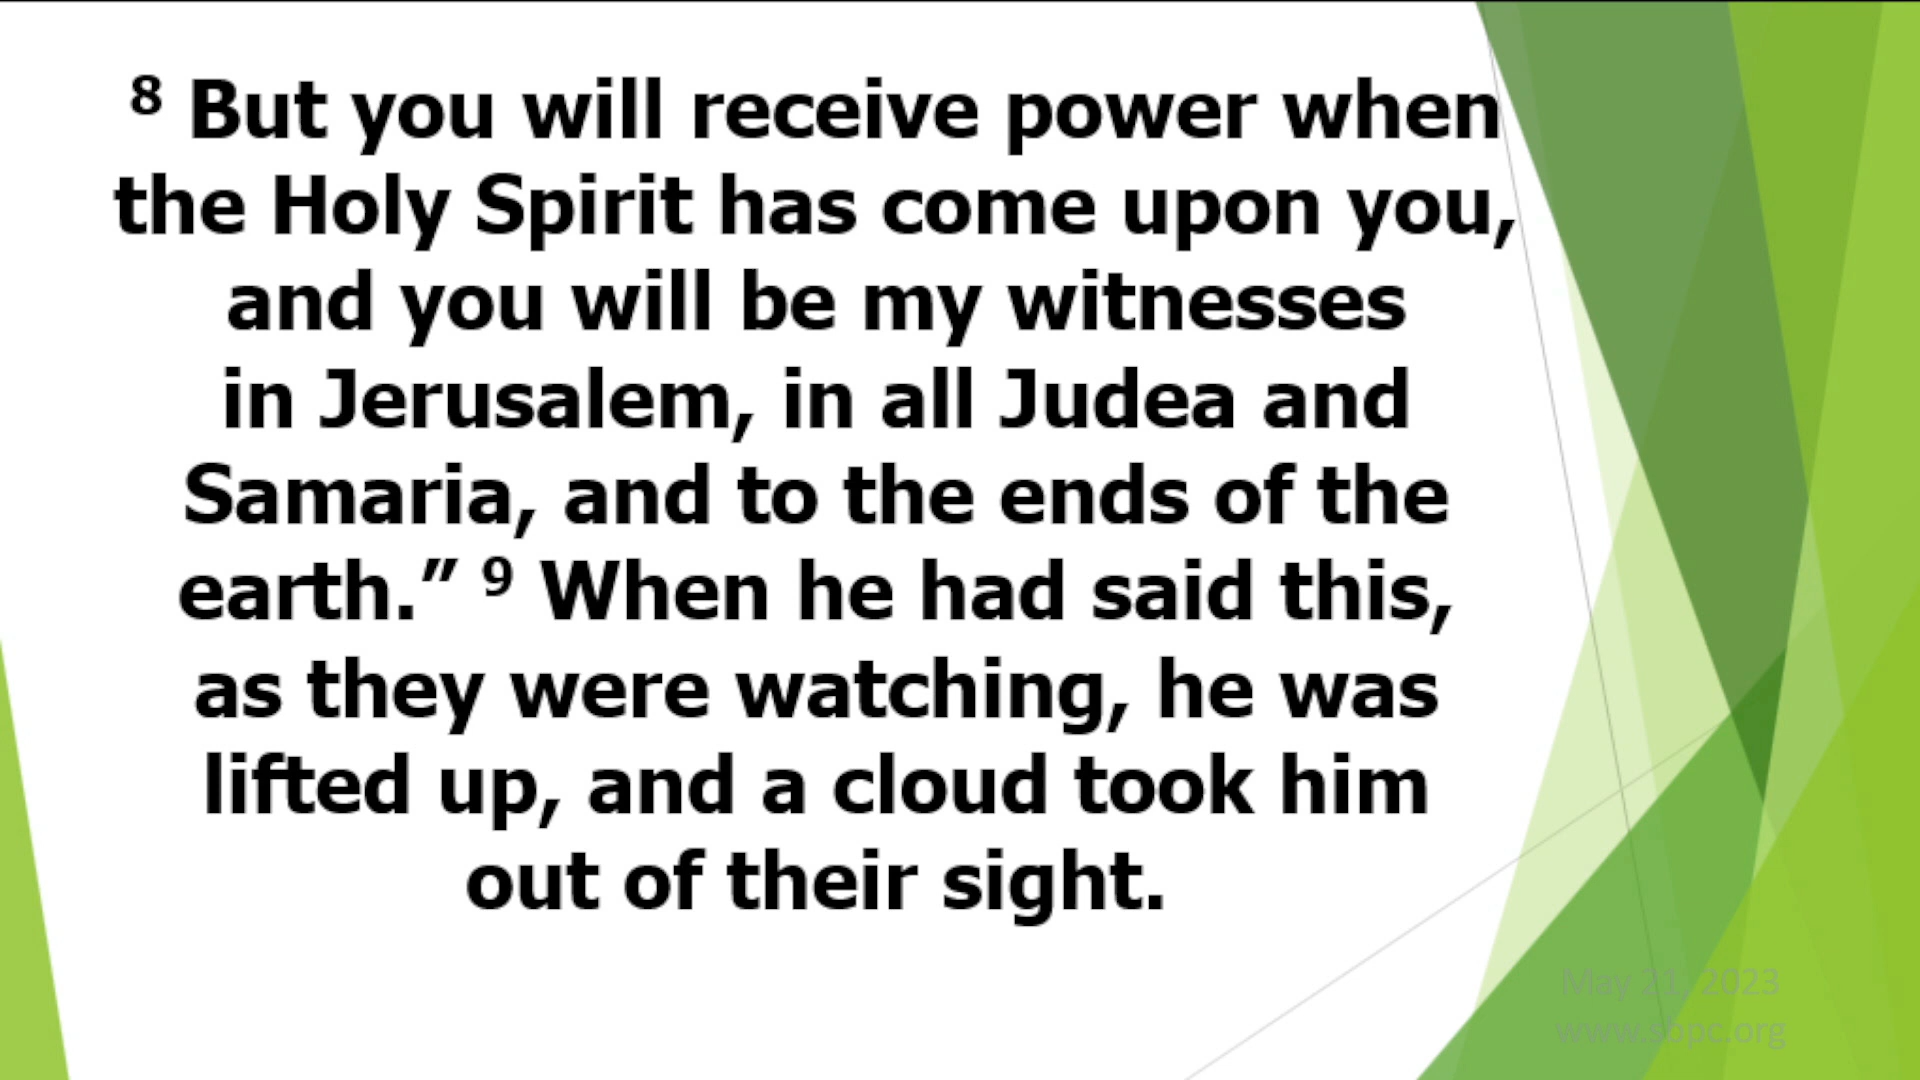 8 But you will receive power when
the Holy Spirit has come upon you,
and you will be my witnesses
in Jerusalem, in all Judea and
Samaria, and to the ends of the
earth.” 9 When he had said this,
as they were watching, he was
lifted up, and a cloud took him
out of their sight.
May 21, 2023
www.sbpc.org